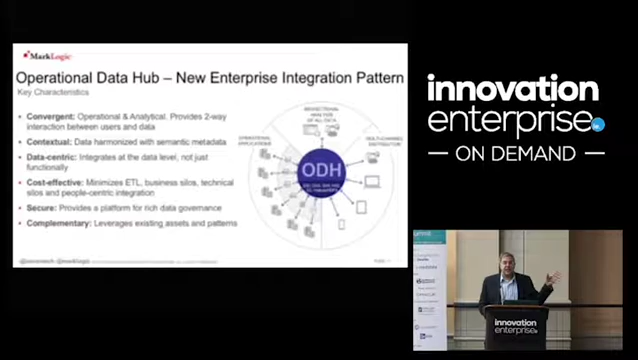 MarkLogic
Operational Data Hub – New Enterprise Integration Pattern
Key Characteristics
• Convergent: Operational & Analytical. Provides 2-way
interaction between users and data
• Contextual: Data harmonized with semantic metadata
• Data-centric: Integrates at the data level, not just
functionally
• Cost-effective: Minimizes ETL, business silos, technical
silos and people-centric integration
• Secure: Provides a platform for rich data governance
• Complementary: Leverages existing assets and patterns
OPERATIONAL
APPLICATIONS
OF ALL DATA
MULTI-CHANNEL
DISTRIBUTION
ODH
innovation
enterprise
— ON DEMAND —
innovation
enterprise